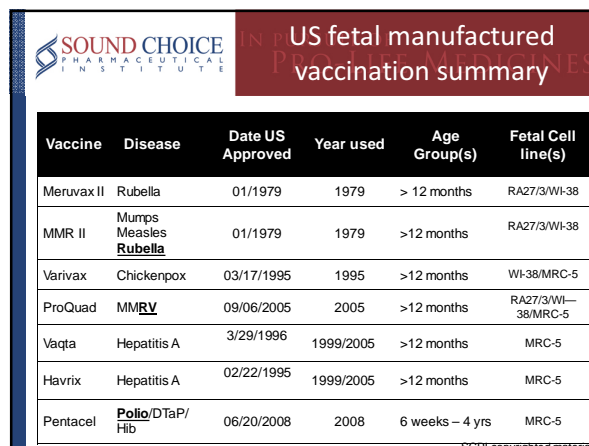 SOUND CHOICE
PHARMACEUTICAL
INSTITUTE
US fetal manufactured
vaccination summary
Vaccine Disease Date US Approved Year used Age Group(s) Fetal Cell line(s)
Meruvax II Rubella 01/1979 1979 > 12 months RA27/3/WI-38
MMR II Mumps Measles Rubella 01/1979 1979 >12 months RA27/3/WI-38
Varivax Chickenpox 03/17/1995 1995 >12 months WI-38/MRC-5
ProQuad MMRV 09/06/2005 2005 >12 months RA27/3/WI—38/MRC-5
Vaqta Hepatitis A 3/29/1996 1999/2005 >12 months MRC-5
Havrix Hepatitis A 02/22/1995 1999/2005 >12 months MRC-5
Pentacel Polio/DTaP/Hib 06/20/2008 2008 6 weeks – 4 yrs MRC-5